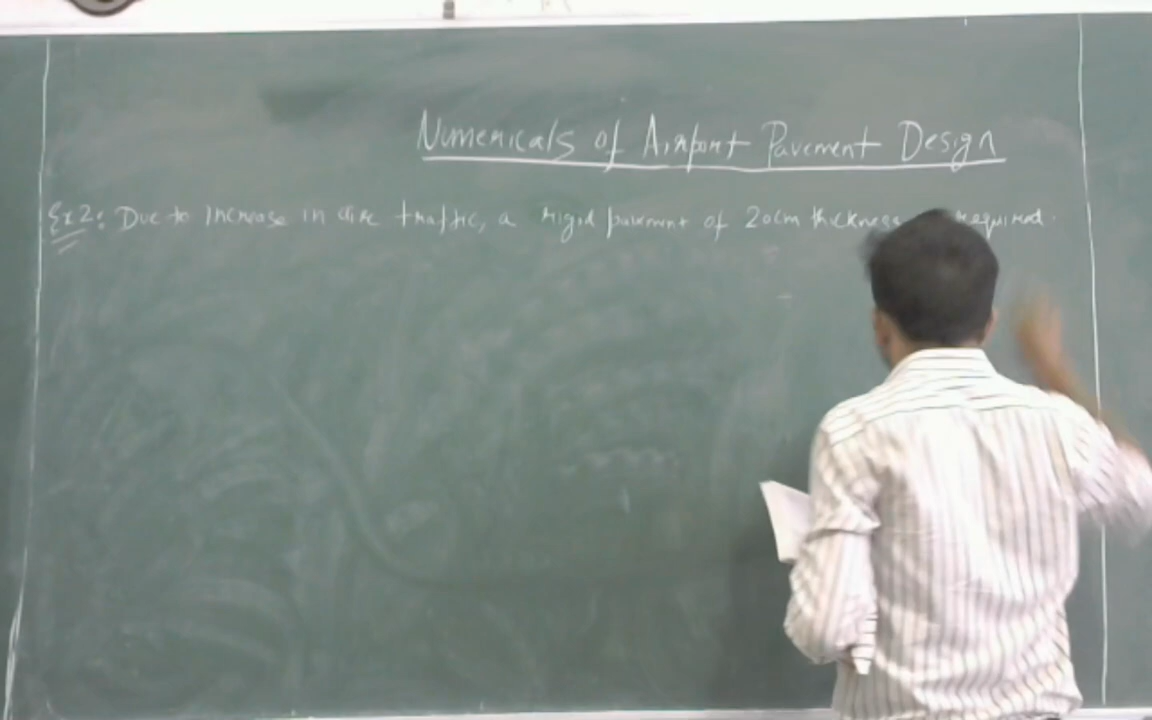 Numericals of Airport Pavement Design
Ex 2: Due to increase in the traffic, a rigid pavement of 20cm thickness required.